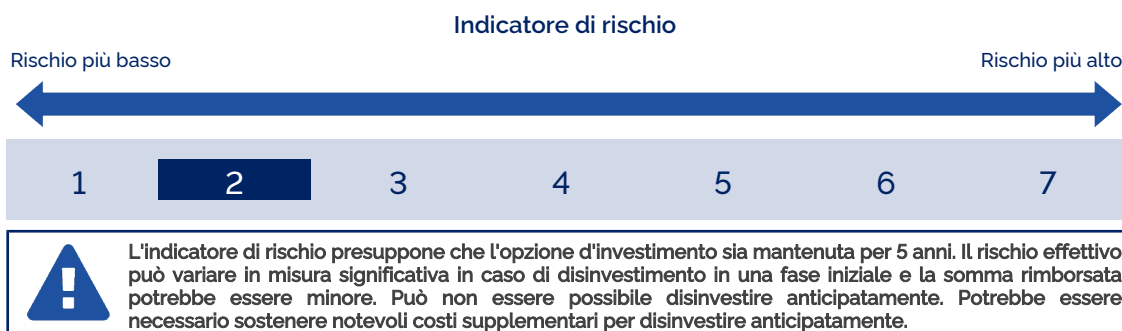 Indicatore di rischio
Rischio più basso Rischio più alto
1 2 3 4 5 6 7
L'indicatore di rischio presuppone che l'opzione d'investimento sia mantenuta per 5 anni. Il rischio effettivo
può variare in misura significativa in caso di disinvestimento in una fase iniziale e la somma rimborsata
potrebbe essere minore. Può non essere possibile disinvestire anticipatamente. Potrebbe essere
necessario sostenere notevoli costi supplementari per disinvestire anticipatamente.